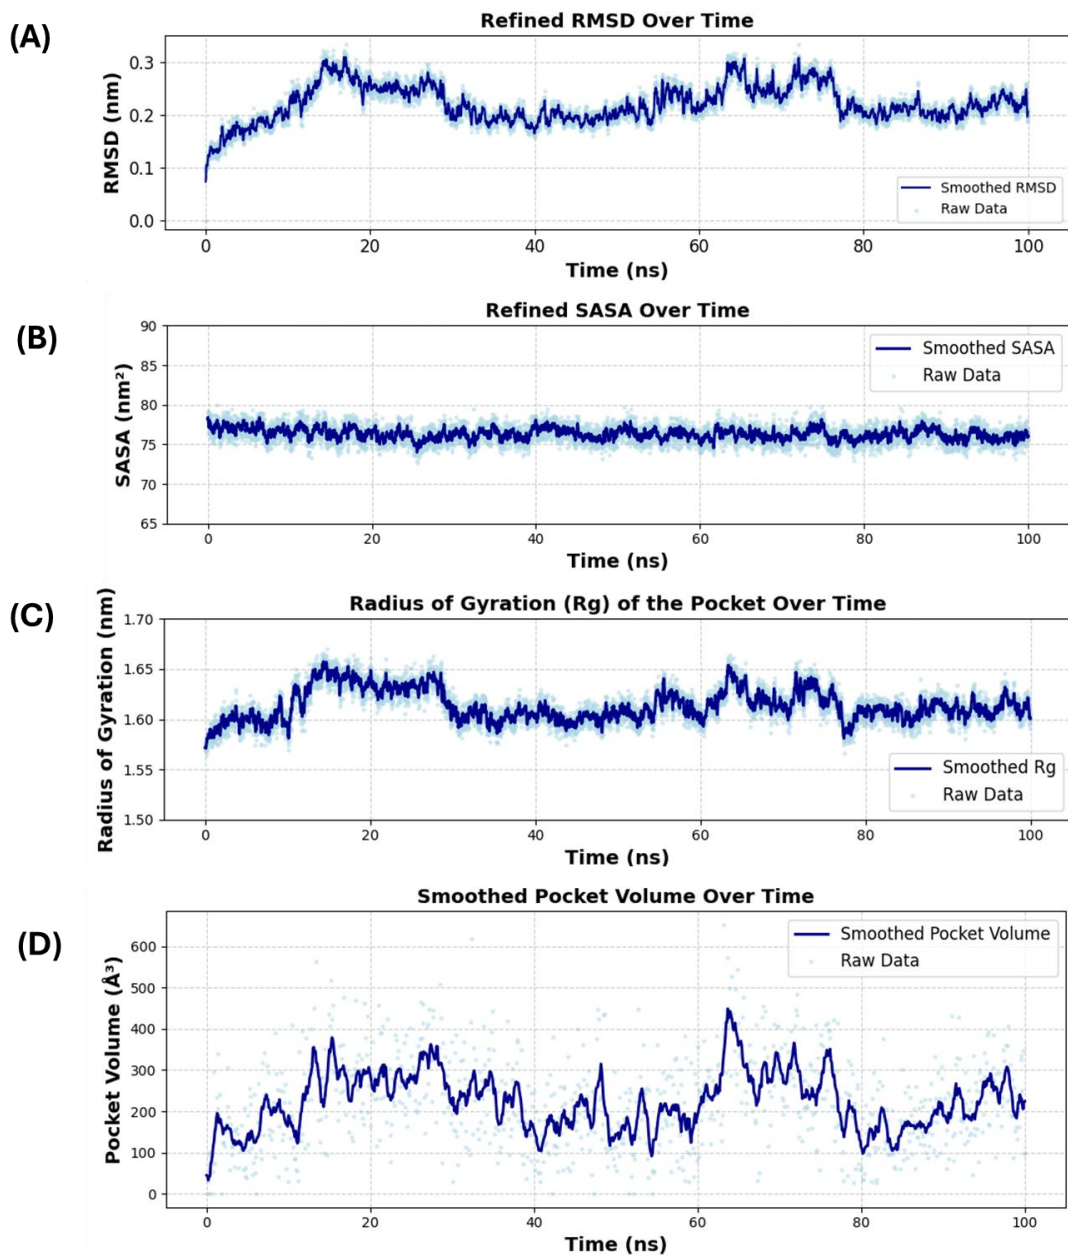 (A)
Refined RMSD Over Time
RMSD (nm)
0.3
0.2
0.1
0.0
Smoothed RMSD
Raw Data
0 20 40 60 80 100
Time (ns)
(B)
Refined SASA Over Time
SASA (nm²)
90
85
80
75
70
65
Smoothed SASA
Raw Data
0 20 40 60 80 100
Time (ns)
(C)
Radius of Gyration (Rg) of the Pocket Over Time
Radius of Gyration (nm)
1.70
1.65
1.60
1.55
1.50
Smoothed Rg
Raw Data
0 20 40 60 80 100
Time (ns)
(D)
Smoothed Pocket Volume Over Time
Pocket Volume (Å³)
600
500
400
300
200
100
0
Smoothed Pocket Volume
Raw Data
0 20 40 60 80 100
Time (ns)